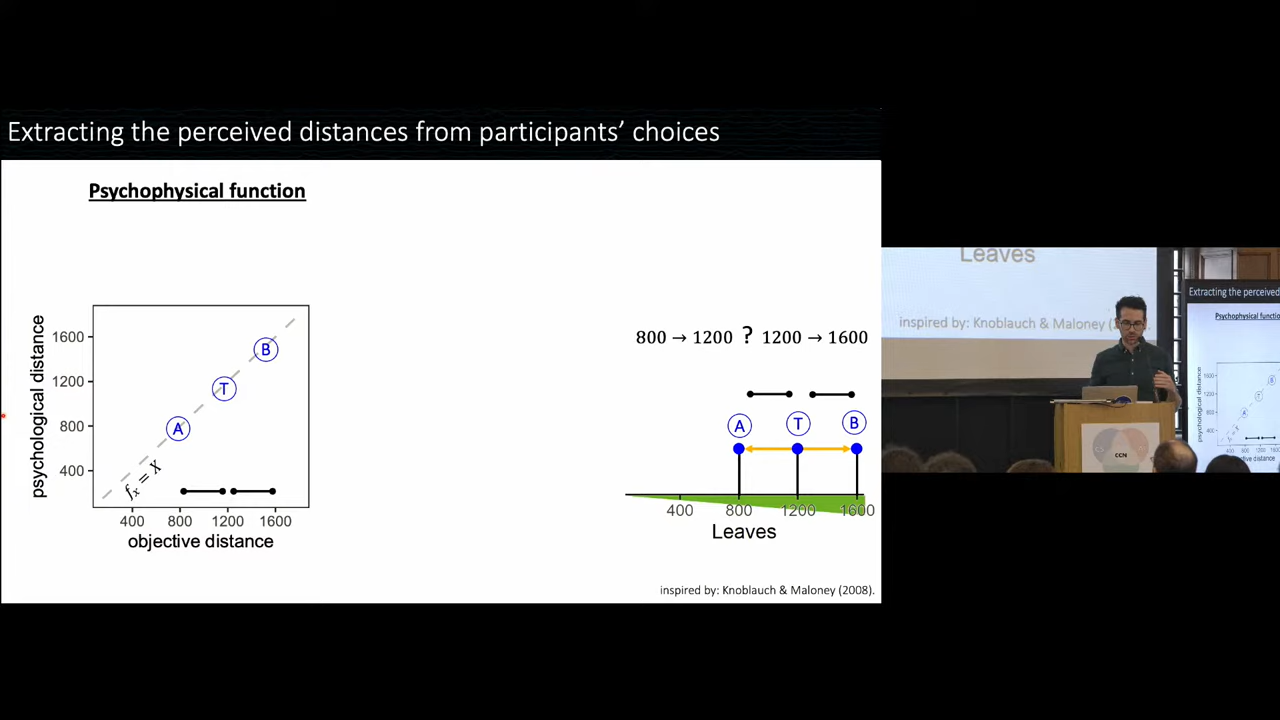 Extracting the perceived distances from participants' choices
Psychophysical function
psychological distance
1600
1200
800
400
A
T
B
fₓ = X
400 800 1200 1600
objective distance
800 → 1200 ? 1200 → 1600
A T B
400 800 1200 1600
Leaves
inspired by: Knoblauch & Maloney (2008).
Leaves
inspired by: Knoblauch & Maloney
CCN
Extracting the perceived
Psychophysical functio